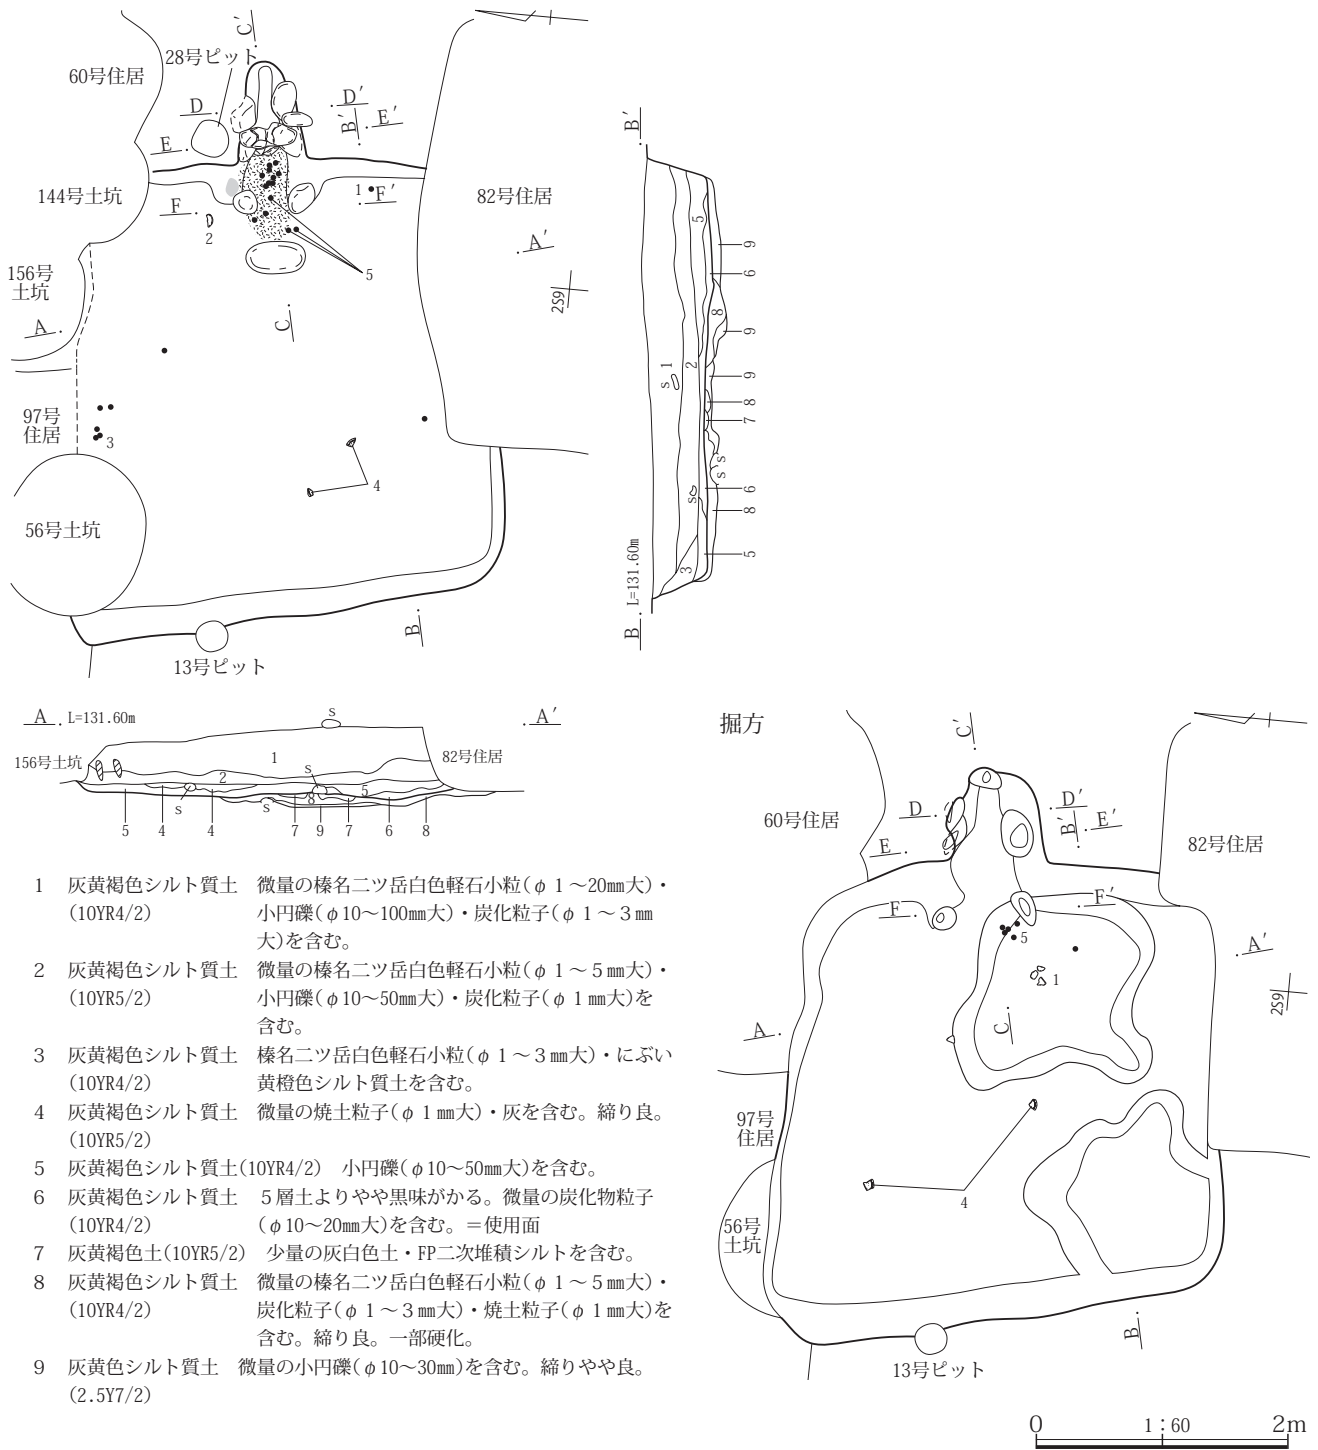 C′
28号ピット
60号住居
D
D′
B′
E′
E
144号土坑
1
F′
82号住居
F
2
A′
156号
土坑
5
2S9
A
C
97号
住居
3
4
56号土坑
B
13号ピット
B′
5
9
6
8
9
1
2
s
9
8
7
s
s
6
s
8
5
3
L=131.60m
B
A
L=131.60m
s
A′
156号土坑
1
82号住居
s
2
5
s
s
8
5
4
4
7
9
7
6
8
掘方
C′
60号住居
D
D′
B′
E′
E
82号住居
F
F′
5
A′
1
2S9
C
A
97号
住居
4
56号
土坑
B
13号ピット
1 灰黄褐色シルト質土 微量の榛名二ツ岳白色軽石小粒(φ1～20㎜大)・
(10YR4/2) 小円礫(φ10～100㎜大)・炭化粒子(φ1～3㎜
大)を含む。
2 灰黄褐色シルト質土 微量の榛名二ツ岳白色軽石小粒(φ1～5㎜大)・
(10YR5/2) 小円礫(φ10～50㎜大)・炭化粒子(φ1㎜大)を
含む。
3 灰黄褐色シルト質土 榛名二ツ岳白色軽石小粒(φ1～3㎜大)・にぶい
(10YR4/2) 黄橙色シルト質土を含む。
4 灰黄褐色シルト質土 微量の焼土粒子(φ1㎜大)・灰を含む。締り良。
(10YR5/2)
5 灰黄褐色シルト質土(10YR4/2) 小円礫(φ10～50㎜大)を含む。
6 灰黄褐色シルト質土 5層土よりやや黒味がかる。微量の炭化物粒子
(10YR4/2) (φ10～20㎜大)を含む。＝使用面
7 灰黄褐色土(10YR5/2) 少量の灰白色土・FP二次堆積シルトを含む。
8 灰黄褐色シルト質土 微量の榛名二ツ岳白色軽石小粒(φ1～5㎜大)・
(10YR4/2) 炭化粒子(φ1～3㎜大)・焼土粒子(φ1㎜大)を
含む。締り良。一部硬化。
9 灰黄色シルト質土 微量の小円礫(φ10～30㎜)を含む。締りやや良。
(2.5Y7/2)
0 1：60 2m